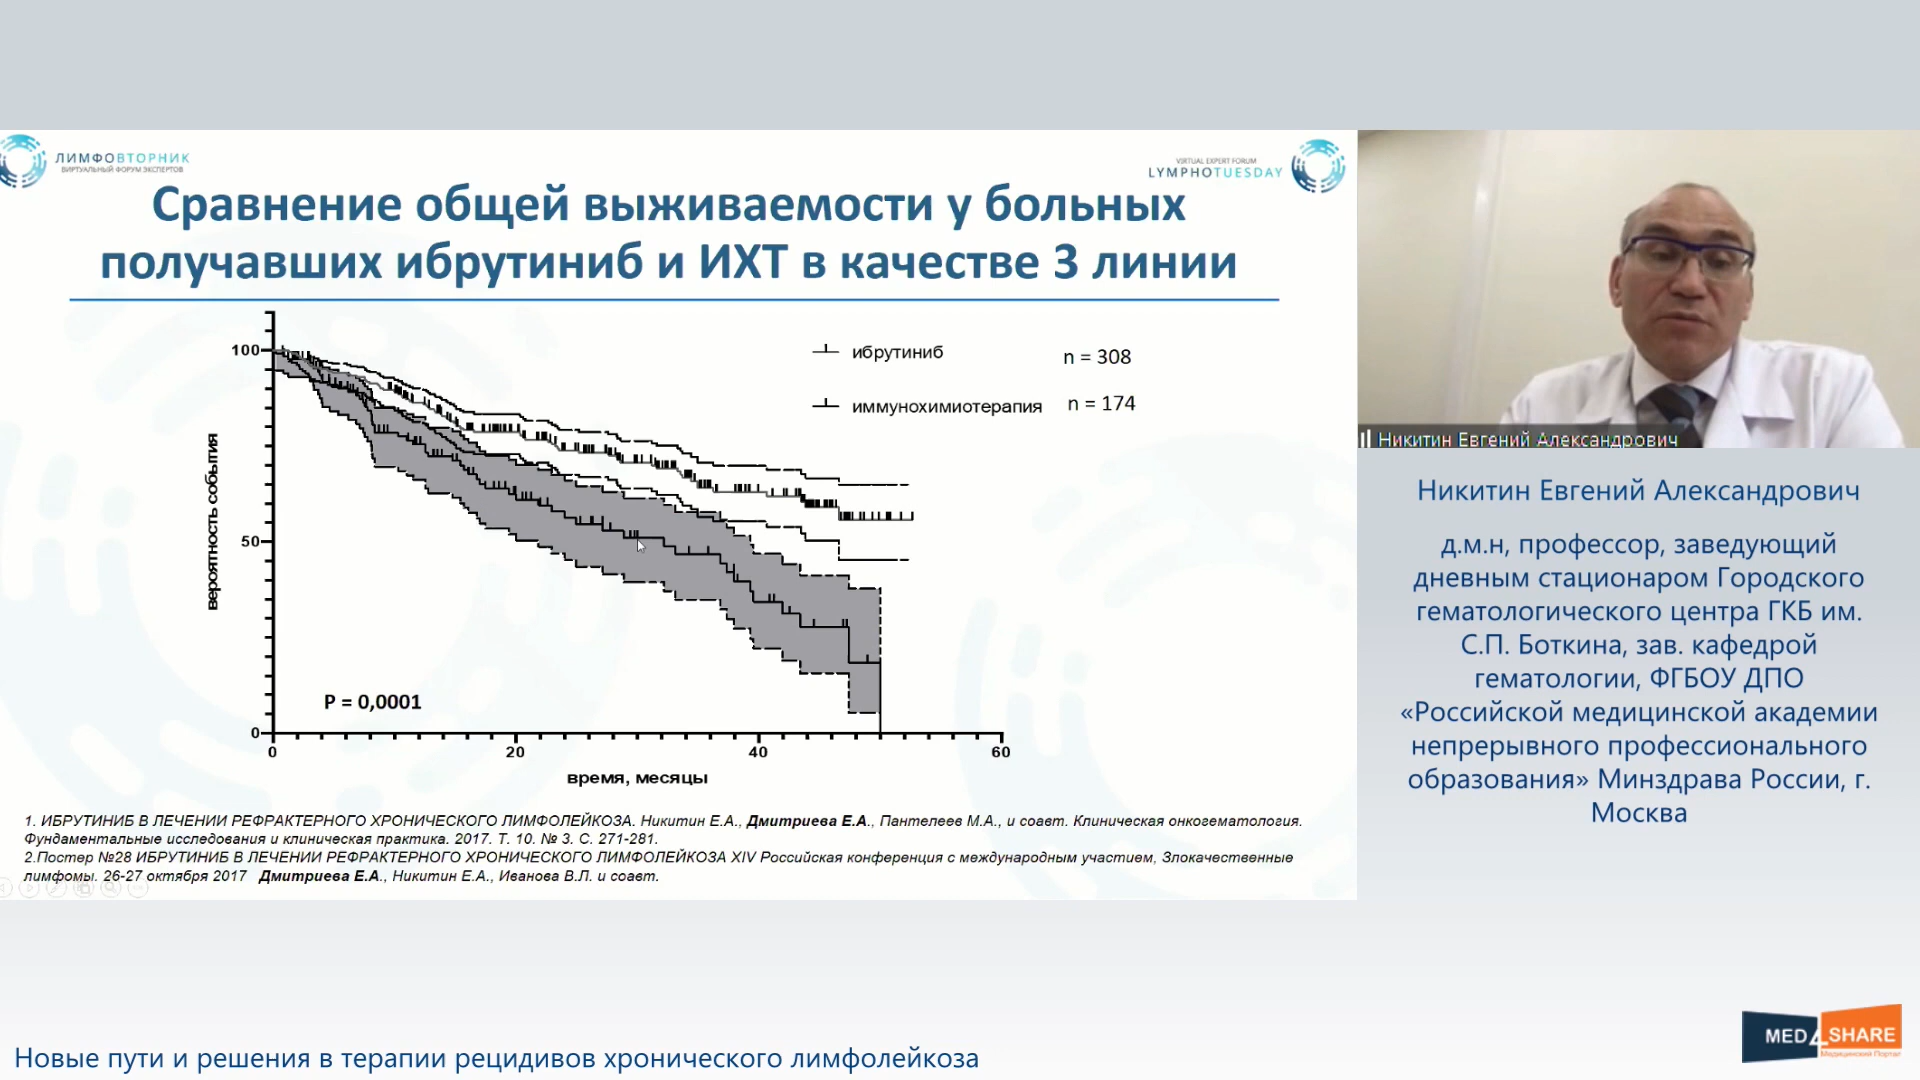 ЛИМФОВТОРНИК
ВИРТУАЛЬНЫЙ ФОРУМ ЭКСПЕРТОВ
VIRTUAL EXPERT FORUM
LYMPHOTUESDAY
Сравнение общей выживаемости у больных
получавших ибрутиниб и ИХТ в качестве 3 линии
ибрутиниб n = 308
иммунохимиотерапия n = 174
100
50
0
вероятность события
P = 0,0001
0 20 40 60
время, месяцы
1. ИБРУТИНИБ В ЛЕЧЕНИИ РЕФРАКТЕРНОГО ХРОНИЧЕСКОГО ЛИМФОЛЕЙКОЗА. Никитин Е.А., Дмитриева Е.А., Пантелеев М.А., и соавт. Клиническая онкогематология.
Фундаментальные исследования и клиническая практика. 2017. Т. 10. № 3. С. 271-281.
2.Постер №28 ИБРУТИНИБ В ЛЕЧЕНИИ РЕФРАКТЕРНОГО ХРОНИЧЕСКОГО ЛИМФОЛЕЙКОЗА XIV Российская конференция с международным участием, Злокачественные
лимфомы. 26-27 октября 2017 Дмитриева Е.А., Никитин Е.А., Иванова В.Л. и соавт.
Никитин Евгений Александрович
Никитин Евгений Александрович
д.м.н, профессор, заведующий
дневным стационаром Городского
гематологического центра ГКБ им.
С.П. Боткина, зав. кафедрой
гематологии, ФГБОУ ДПО
«Российской медицинской академии
непрерывного профессионального
образования» Минздрава России, г.
Москва
MED4SHARE
Медицинский Портал
Новые пути и решения в терапии рецидивов хронического лимфолейкоза